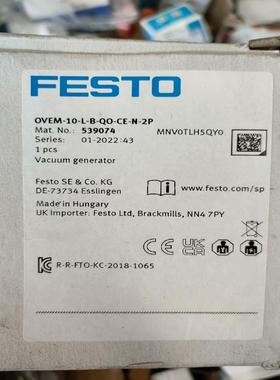 FESTO
OVEM-10-L-B-QO-CE-N-2P
Mat. No.: 539074 MNV0TLH5QY0
Series: 01-2022:43
1 pcs
Vacuum generator
Festo SE & Co. KG
DE-73734 Esslingen
www.festo.com/sp
Made in Hungary
UK Importer: Festo Ltd, Brackmills, NN4 7PY
CE UKCA
R-R-FTO-KC-2018-1065